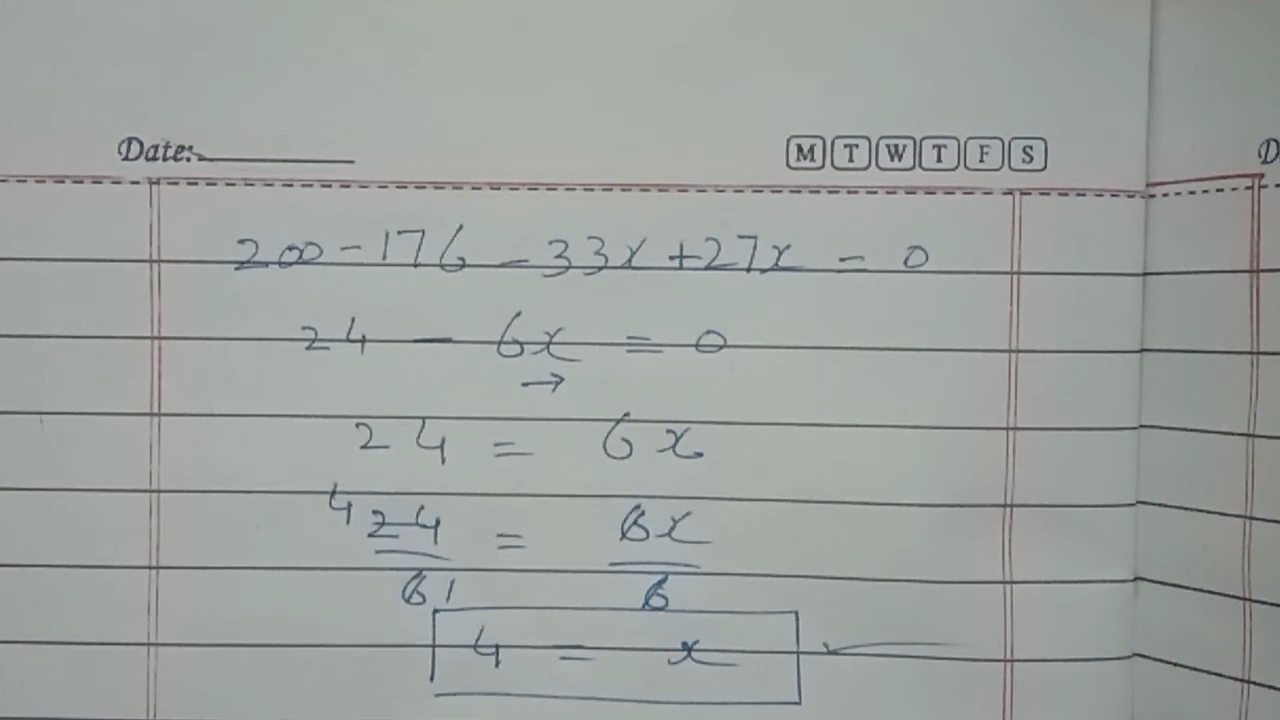 Date:
M T W T F S
D
200 - 176 - 33x + 27x = 0
24 - 6x = 0
→
24 = 6x
4 24 = 6x
6 1 6
4 = x